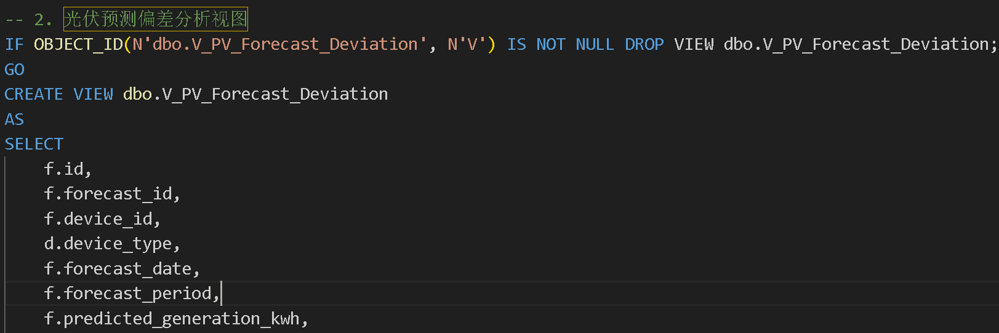 -- 2. 光伏预测偏差分析视图
IF OBJECT_ID(N'dbo.V_PV_Forecast_Deviation', N'V') IS NOT NULL DROP VIEW dbo.V_PV_Forecast_Deviation;
GO
CREATE VIEW dbo.V_PV_Forecast_Deviation
AS
SELECT
    f.id,
    f.forecast_id,
    f.device_id,
    d.device_type,
    f.forecast_date,
    f.forecast_period,
    f.predicted_generation_kwh,